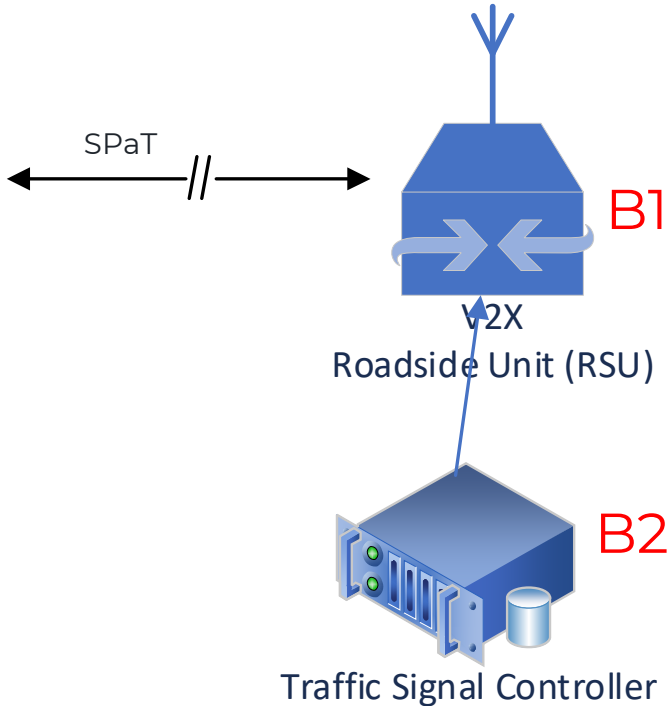 SPaT
B1
V2X
Roadside Unit (RSU)
B2
Traffic Signal Controller